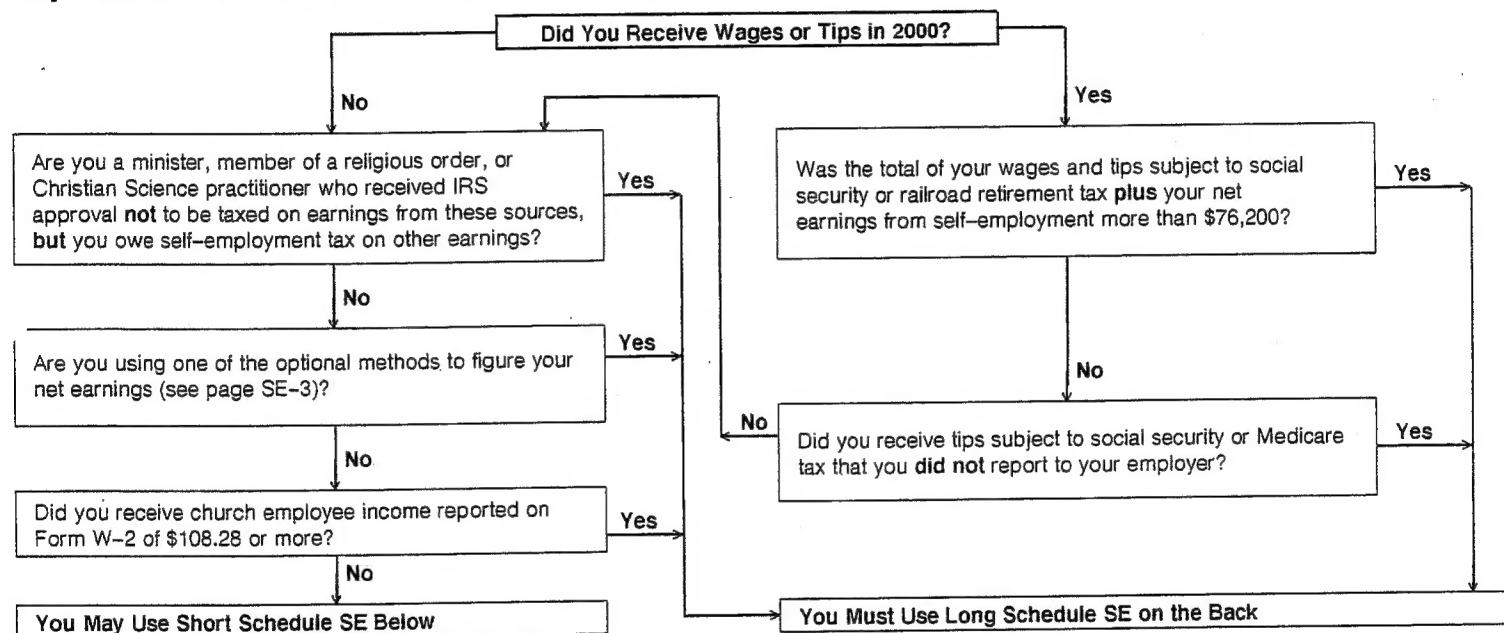 Did You Receive Wages or Tips in 2000?
No
Yes
Are you a minister, member of a religious order, or
Christian Science practitioner who received IRS
approval not to be taxed on earnings from these sources,
but you owe self–employment tax on other earnings?
Yes
Was the total of your wages and tips subject to social
security or railroad retirement tax plus your net
earnings from self–employment more than $76,200?
Yes
No
Are you using one of the optional methods to figure your
net earnings (see page SE–3)?
Yes
No
No
Did you receive tips subject to social security or Medicare
tax that you did not report to your employer?
Yes
No
Did you receive church employee income reported on
Form W–2 of $108.28 or more?
Yes
No
You May Use Short Schedule SE Below
You Must Use Long Schedule SE on the Back